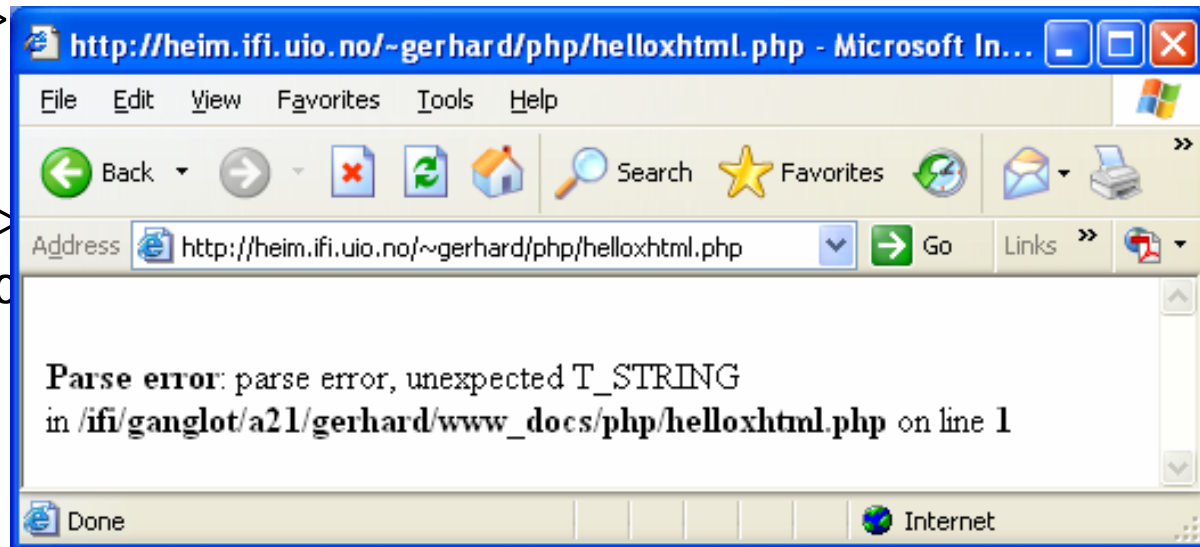 >
http://heim.ifi.uio.no/~gerhard/php/helloxhtml.php - Microsoft In...
File Edit View Favorites Tools Help
Back Search Favorites »
>
Address http://heim.ifi.uio.no/~gerhard/php/helloxhtml.php Go Links »
Parse error: parse error, unexpected T_STRING
in /ifi/ganglot/a21/gerhard/www_docs/php/helloxhtml.php on line 1
Done Internet